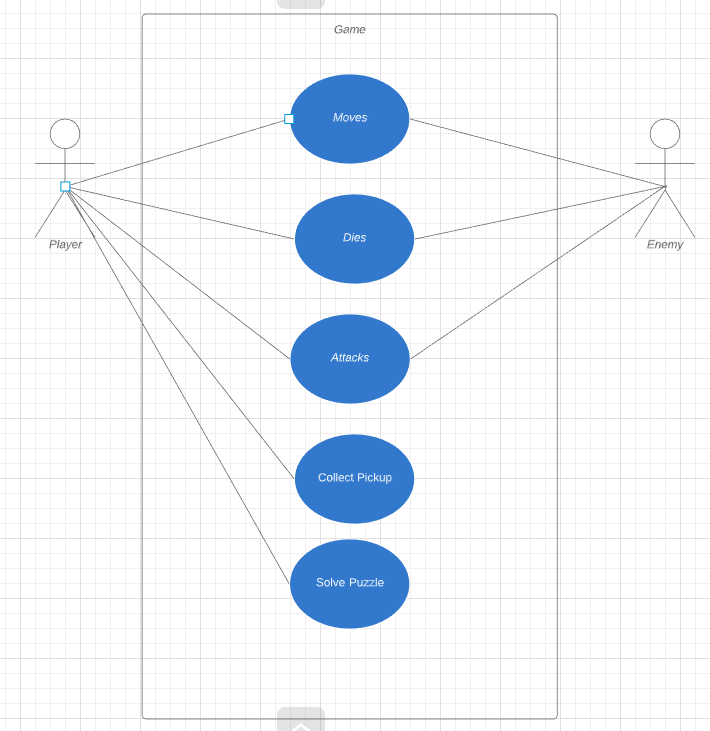 Game
Moves
Dies
Player
Enemy
Attacks
Collect Pickup
Solve Puzzle